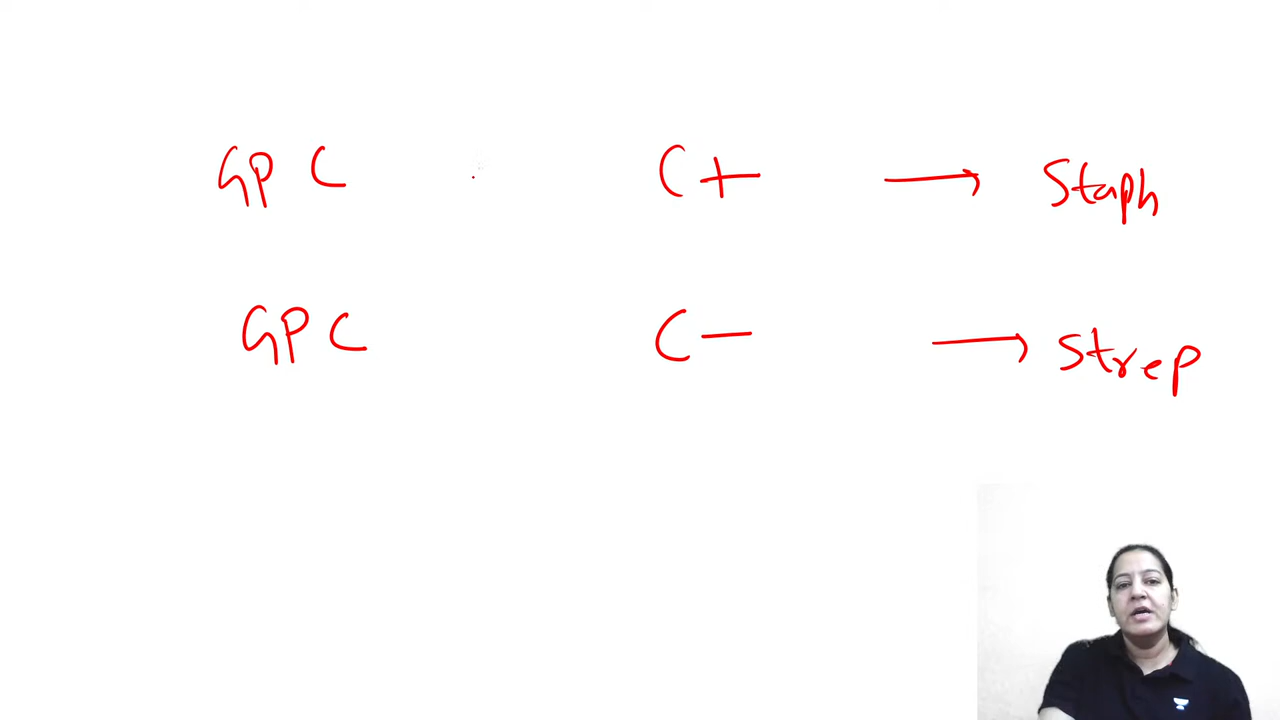 GPC C+ → Staph
GPC C- → Strep